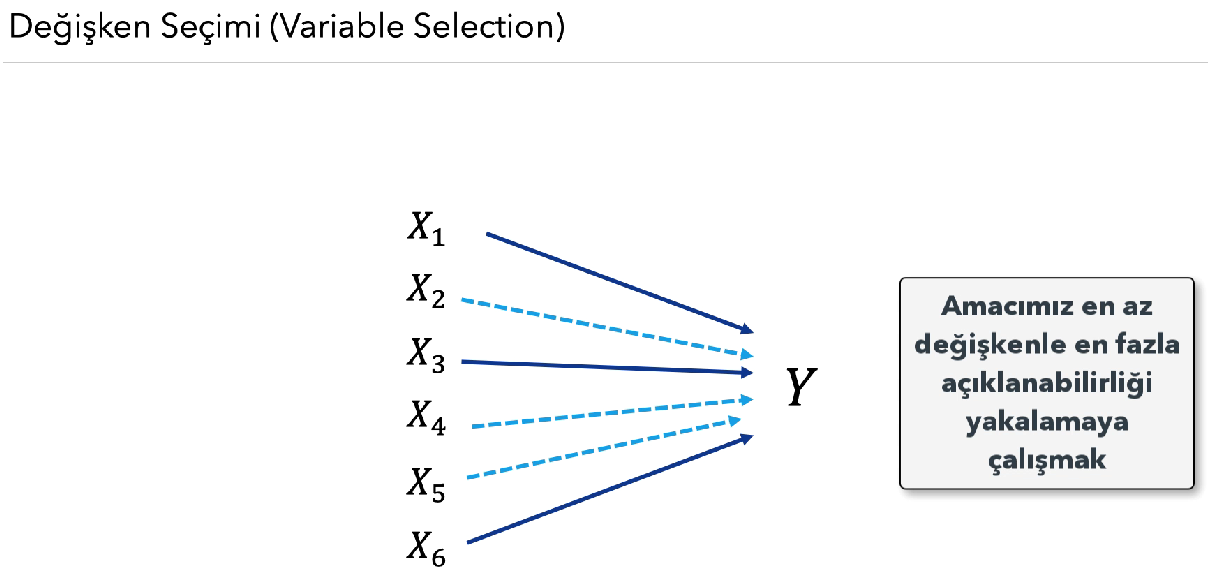 Değişken Seçimi (Variable Selection)
X₁
X₂
X₃
X₄
X₅
X₆
Y
Amacımız en az
değişkenle en fazla
açıklanabilirliği
yakalamaya
çalışmak